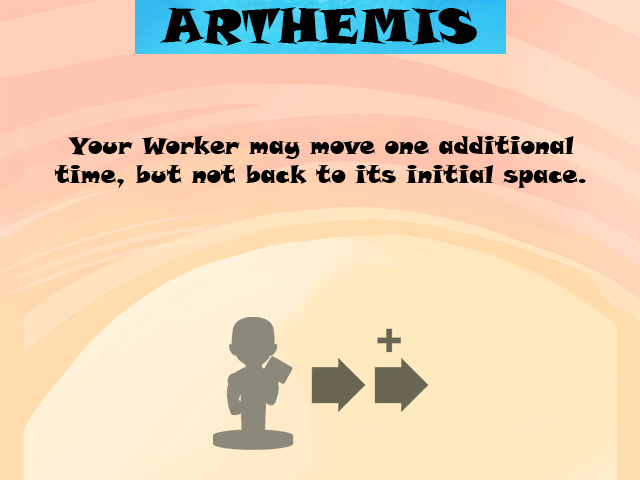 ARTHEMIS
Your Worker may move one additional
time, but not back to its initial space.
+